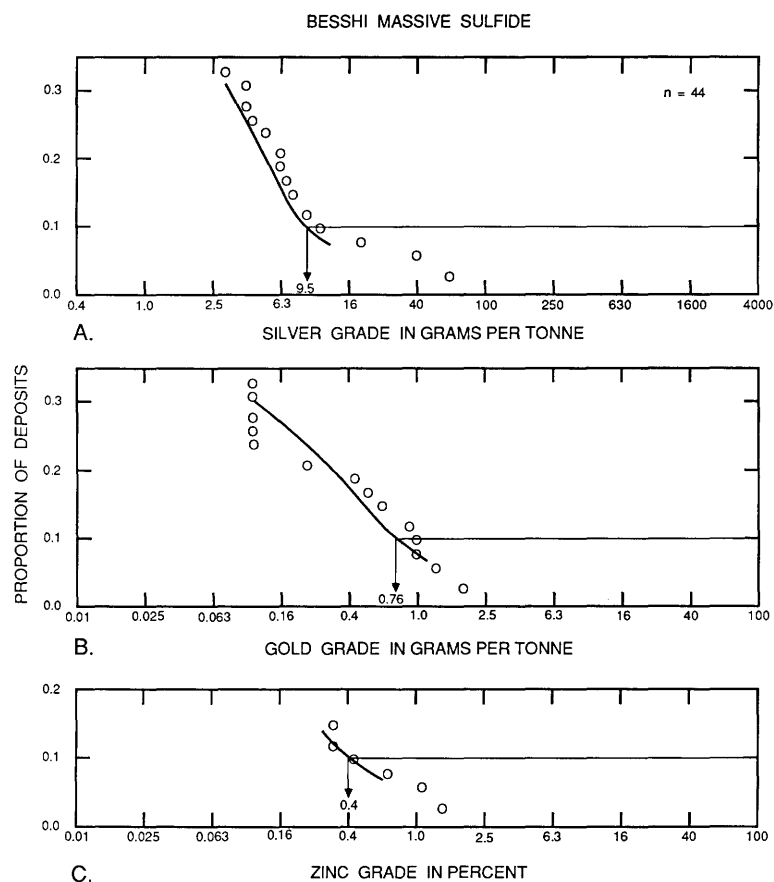 BESSHI MASSIVE SULFIDE
n = 44
0.3
0.2
0.1
0.0
9.5
0.4 1.0 2.5 6.3 16 40 100 250 630 1600 4000
A. SILVER GRADE IN GRAMS PER TONNE
PROPORTION OF DEPOSITS
0.3
0.2
0.1
0.0
0.76
0.01 0.025 0.063 0.16 0.4 1.0 2.5 6.3 16 40 100
B. GOLD GRADE IN GRAMS PER TONNE
0.2
0.1
0.0
0.4
0.01 0.025 0.063 0.16 0.4 1.0 2.5 6.3 16 40 100
C. ZINC GRADE IN PERCENT